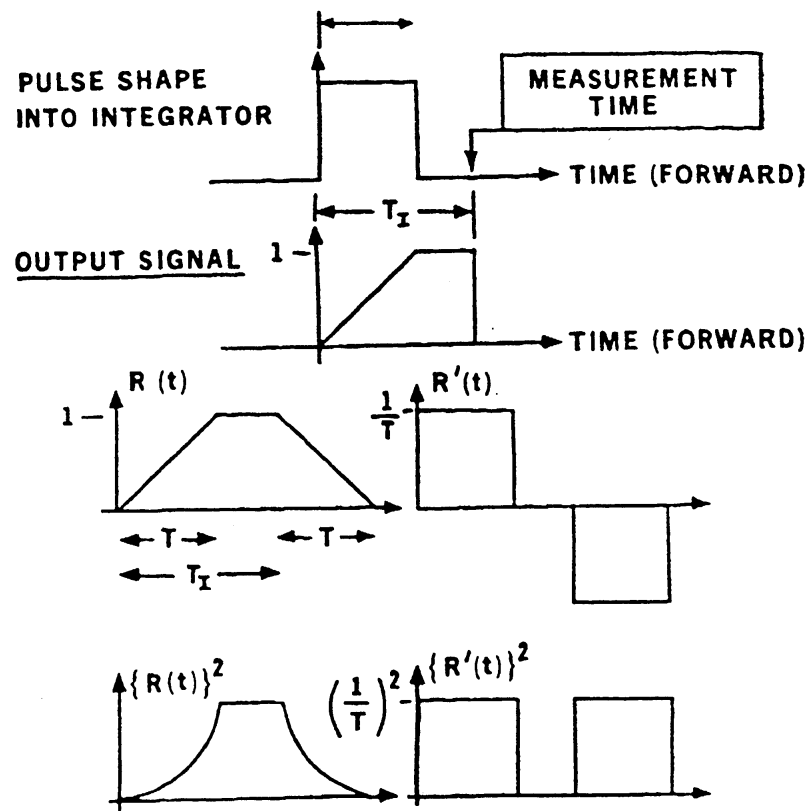 PULSE SHAPE
INTO INTEGRATOR
MEASUREMENT
TIME
TIME (FORWARD)
T_I
OUTPUT SIGNAL
1
TIME (FORWARD)
R (t)
1
T
T
T_I
R'(t)
1/T
{R(t)}²
(1/T)²
{R'(t)}²